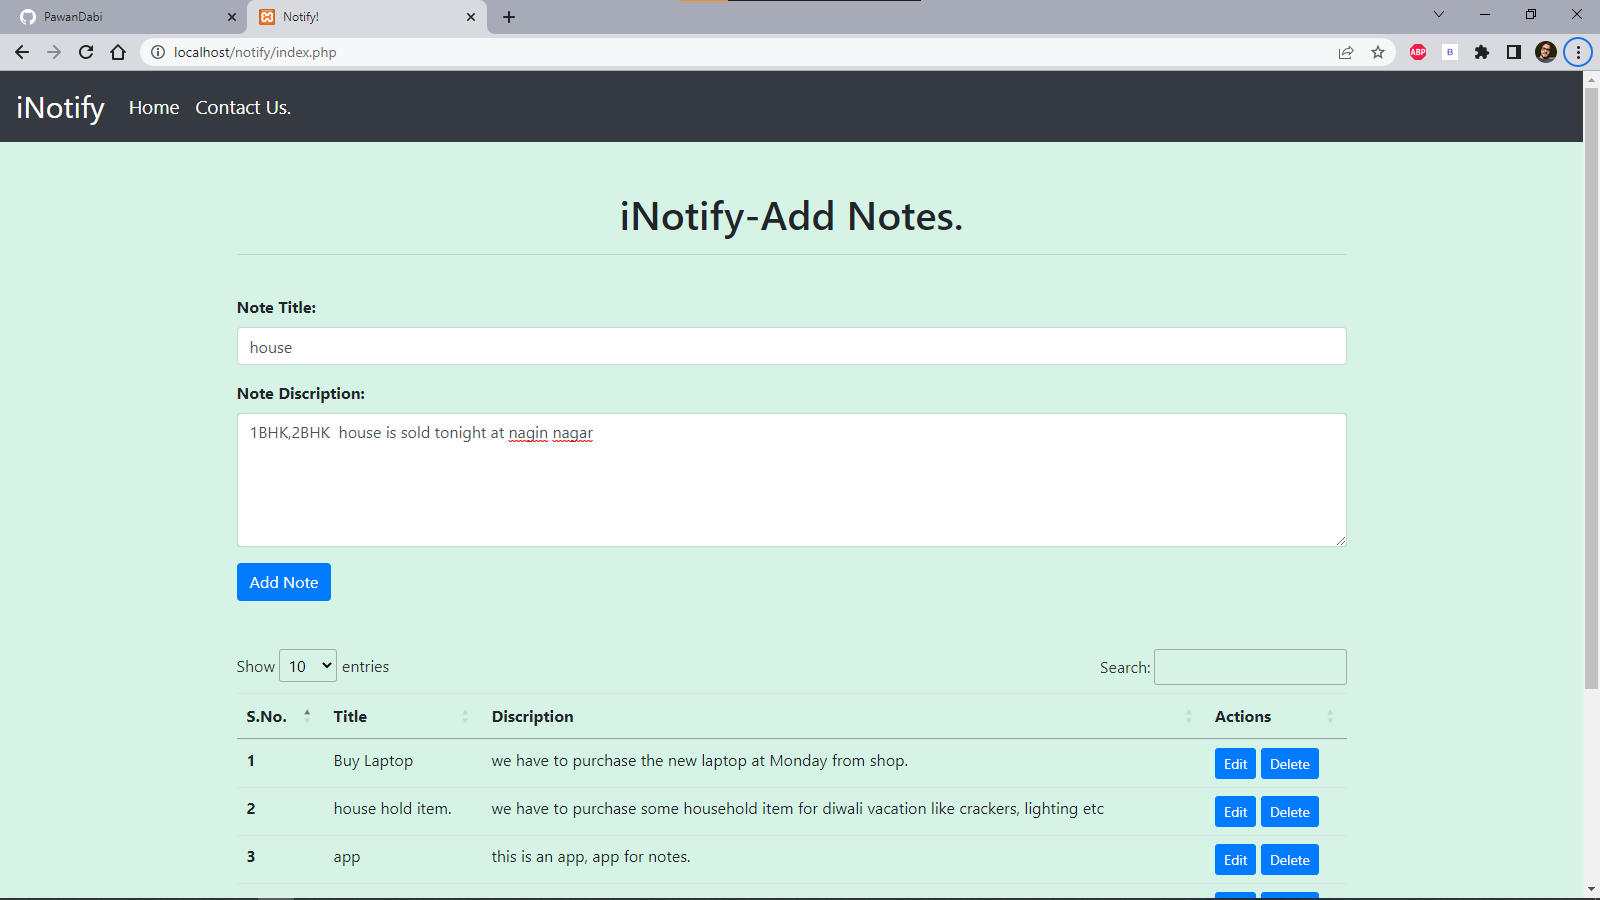 PawanDabi
Notify!
localhost/notify/index.php
ABP
B
iNotify Home Contact Us.
iNotify-Add Notes.
Note Title:
house
Note Discription:
1BHK,2BHK  house is sold tonight at nagin nagar
Add Note
Show 10 entries
Search:
S.No. Title Discription Actions
1 Buy Laptop we have to purchase the new laptop at Monday from shop. Edit Delete
2 house hold item. we have to purchase some household item for diwali vacation like crackers, lighting etc Edit Delete
3 app this is an app, app for notes. Edit Delete